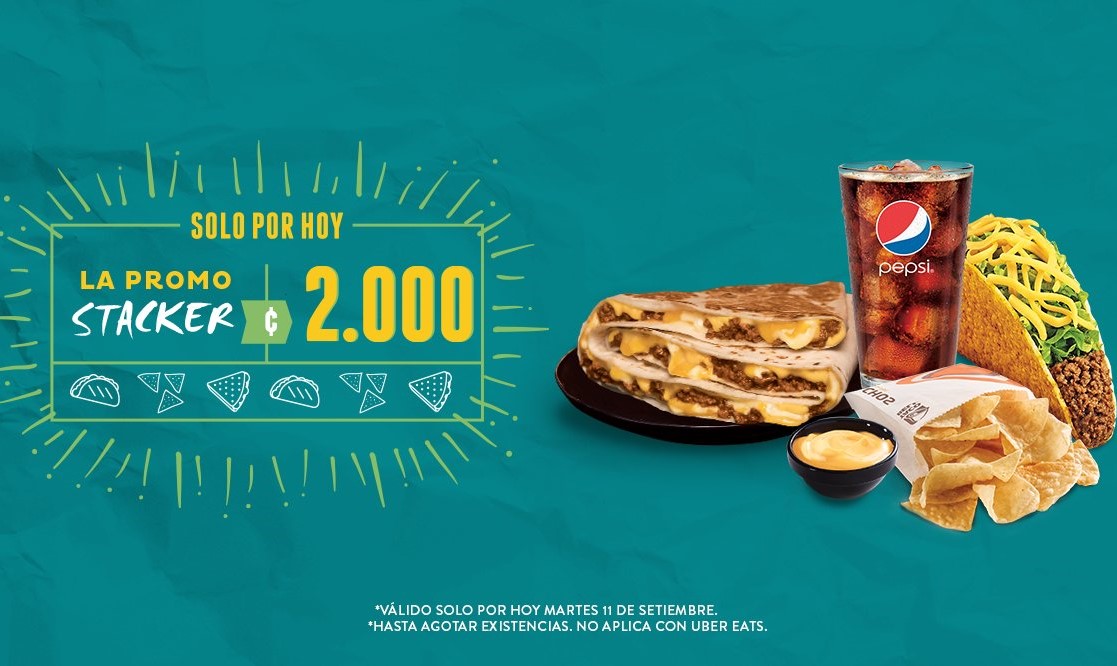 SOLO POR HOY
LA PROMO
STACKER
₡
2.000
pepsi
*VÁLIDO SOLO POR HOY MARTES 11 DE SETIEMBRE.
*HASTA AGOTAR EXISTENCIAS. NO APLICA CON UBER EATS.